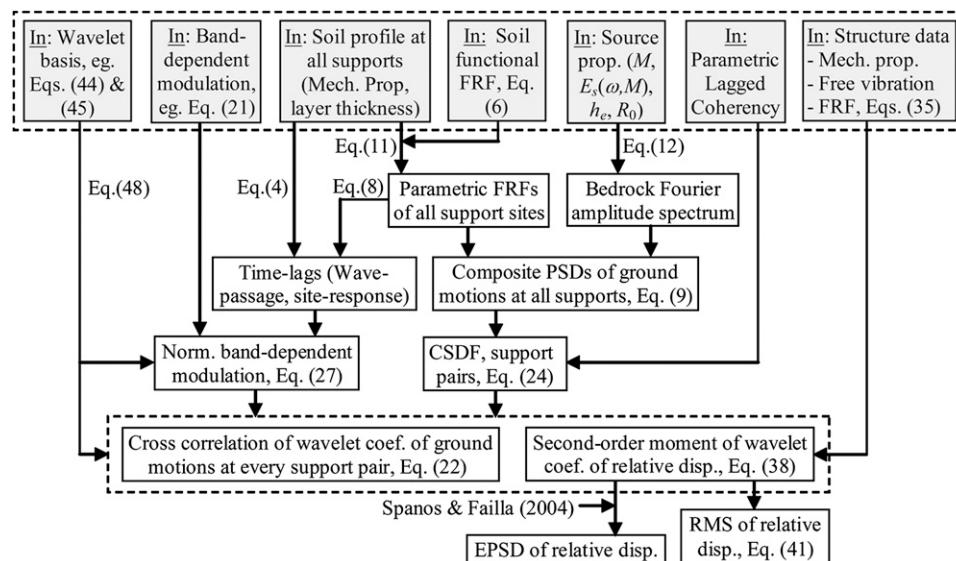 In: Wavelet
basis, eg.
Eqs. (44) &
(45)
In: Band-
dependent
modulation,
eg. Eq. (21)
In: Soil profile at
all supports
(Mech. Prop,
layer thickness)
In: Soil
functional
FRF, Eq.
(6)
In: Source
prop. (M,
Es(ω,M),
he, R0)
In:
Parametric
Lagged
Coherency
In: Structure data
- Mech. prop.
- Free vibration
- FRF, Eqs. (35)
Eq.(11)
Eq.(12)
Eq.(48)
Eq.(4)
Eq.(8)
Parametric FRFs
of all support sites
Bedrock Fourier
amplitude spectrum
Time-lags (Wave-
passage, site-response)
Composite PSDs of ground
motions at all supports, Eq. (9)
Norm. band-dependent
modulation, Eq. (27)
CSDF, support
pairs, Eq. (24)
Cross correlation of wavelet coef. of ground
motions at every support pair, Eq. (22)
Second-order moment of wavelet
coef. of relative disp., Eq. (38)
Spanos & Failla (2004)
EPSD of relative disp.
RMS of relative
disp., Eq. (41)